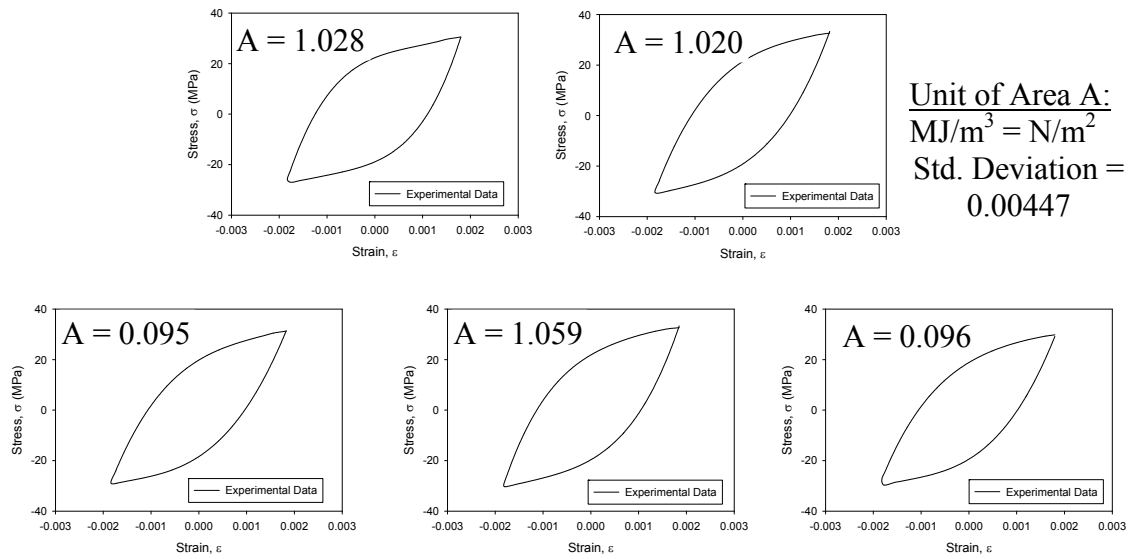 A = 1.028
40
20
0
-20
-40
Stress, σ (MPa)
Experimental Data
-0.003 -0.002 -0.001 0.000 0.001 0.002 0.003
Strain, ε
A = 1.020
40
20
0
-20
-40
Stress, σ (MPa)
Experimental Data
-0.003 -0.002 -0.001 0.000 0.001 0.002 0.003
Strain, ε
Unit of Area A:
MJ/m³ = N/m²
Std. Deviation =
0.00447
A = 0.095
40
20
0
-20
-40
Stress, σ (MPa)
Experimental Data
-0.003 -0.002 -0.001 0.000 0.001 0.002 0.003
Strain, ε
A = 1.059
40
20
0
-20
-40
Stress, σ (MPa)
Experimental Data
-0.003 -0.002 -0.001 0.000 0.001 0.002 0.003
Strain, ε
A = 0.096
40
20
0
-20
-40
Stress, σ (MPa)
Experimental Data
-0.003 -0.002 -0.001 0.000 0.001 0.002 0.003
Strain, ε